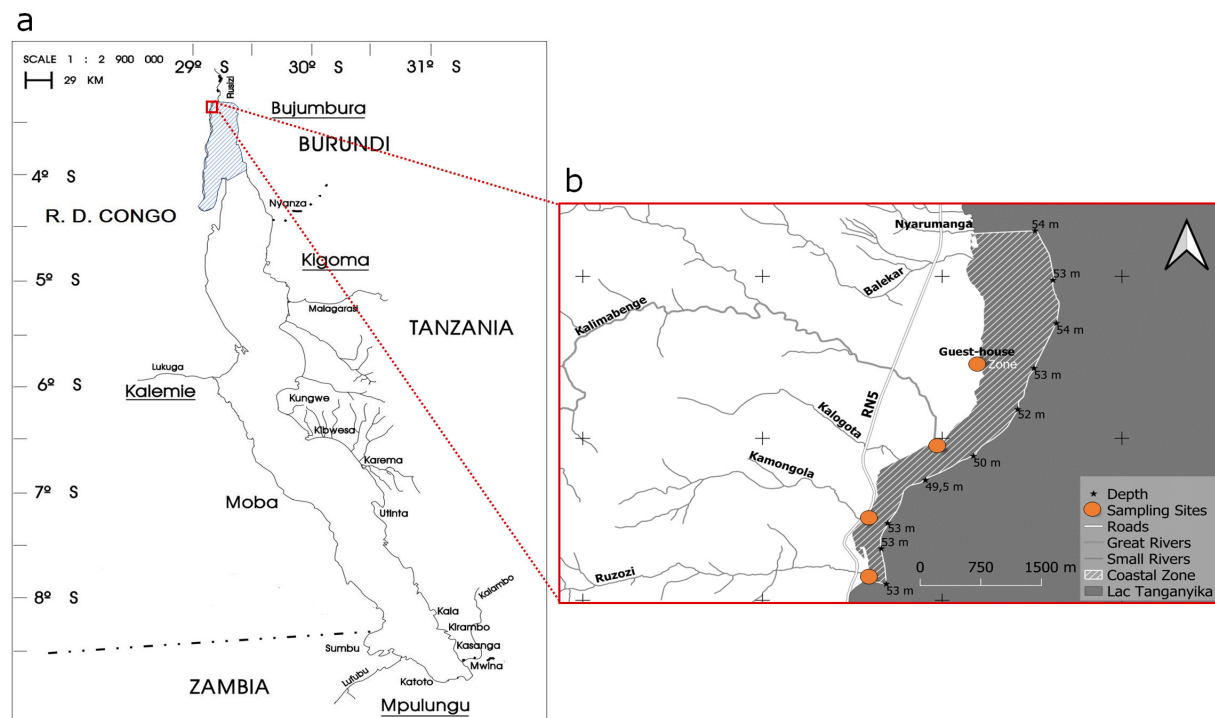 a
SCALE 1 : 2 900 000
29 KM
29º S
30º S
31º S
Rusizi
Bujumbura
BURUNDI
4º S
R. D. CONGO
Nyanza
Kigoma
5º S
Malagarasi
TANZANIA
Lukuga
Kalemie
6º S
Kungwe
Kibwesa
Karema
7º S
Moba
Utinta
8º S
Kalambo
Kala
Kirambo
Kasanga
Mwina
Sumbu
Lufubu
Katoto
ZAMBIA
Mpulungu
b
Nyarumanga
54 m
Balekar
53 m
Kalimabenge
54 m
Guest-house
Zone
53 m
RN5
52 m
Kalogota
50 m
Kamongola
49,5 m
53 m
53 m
Ruzozi
53 m
0 750 1500 m
Depth
Sampling Sites
Roads
Great Rivers
Small Rivers
Coastal Zone
Lac Tanganyika